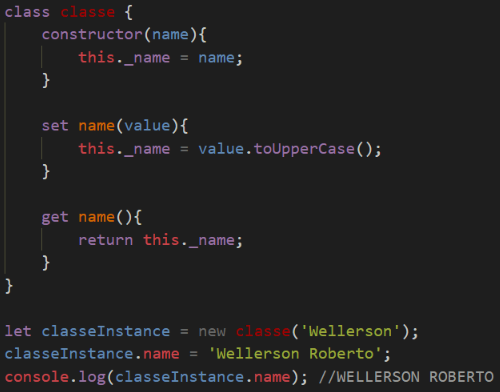 class classe {
    constructor(name){
        this._name = name;
    }
    set name(value){
        this._name = value.toUpperCase();
    }
    get name(){
        return this._name;
    }
}
let classeInstance = new classe('Wellerson');
classeInstance.name = 'Wellerson Roberto';
console.log(classeInstance.name); //WELLERSON ROBERTO